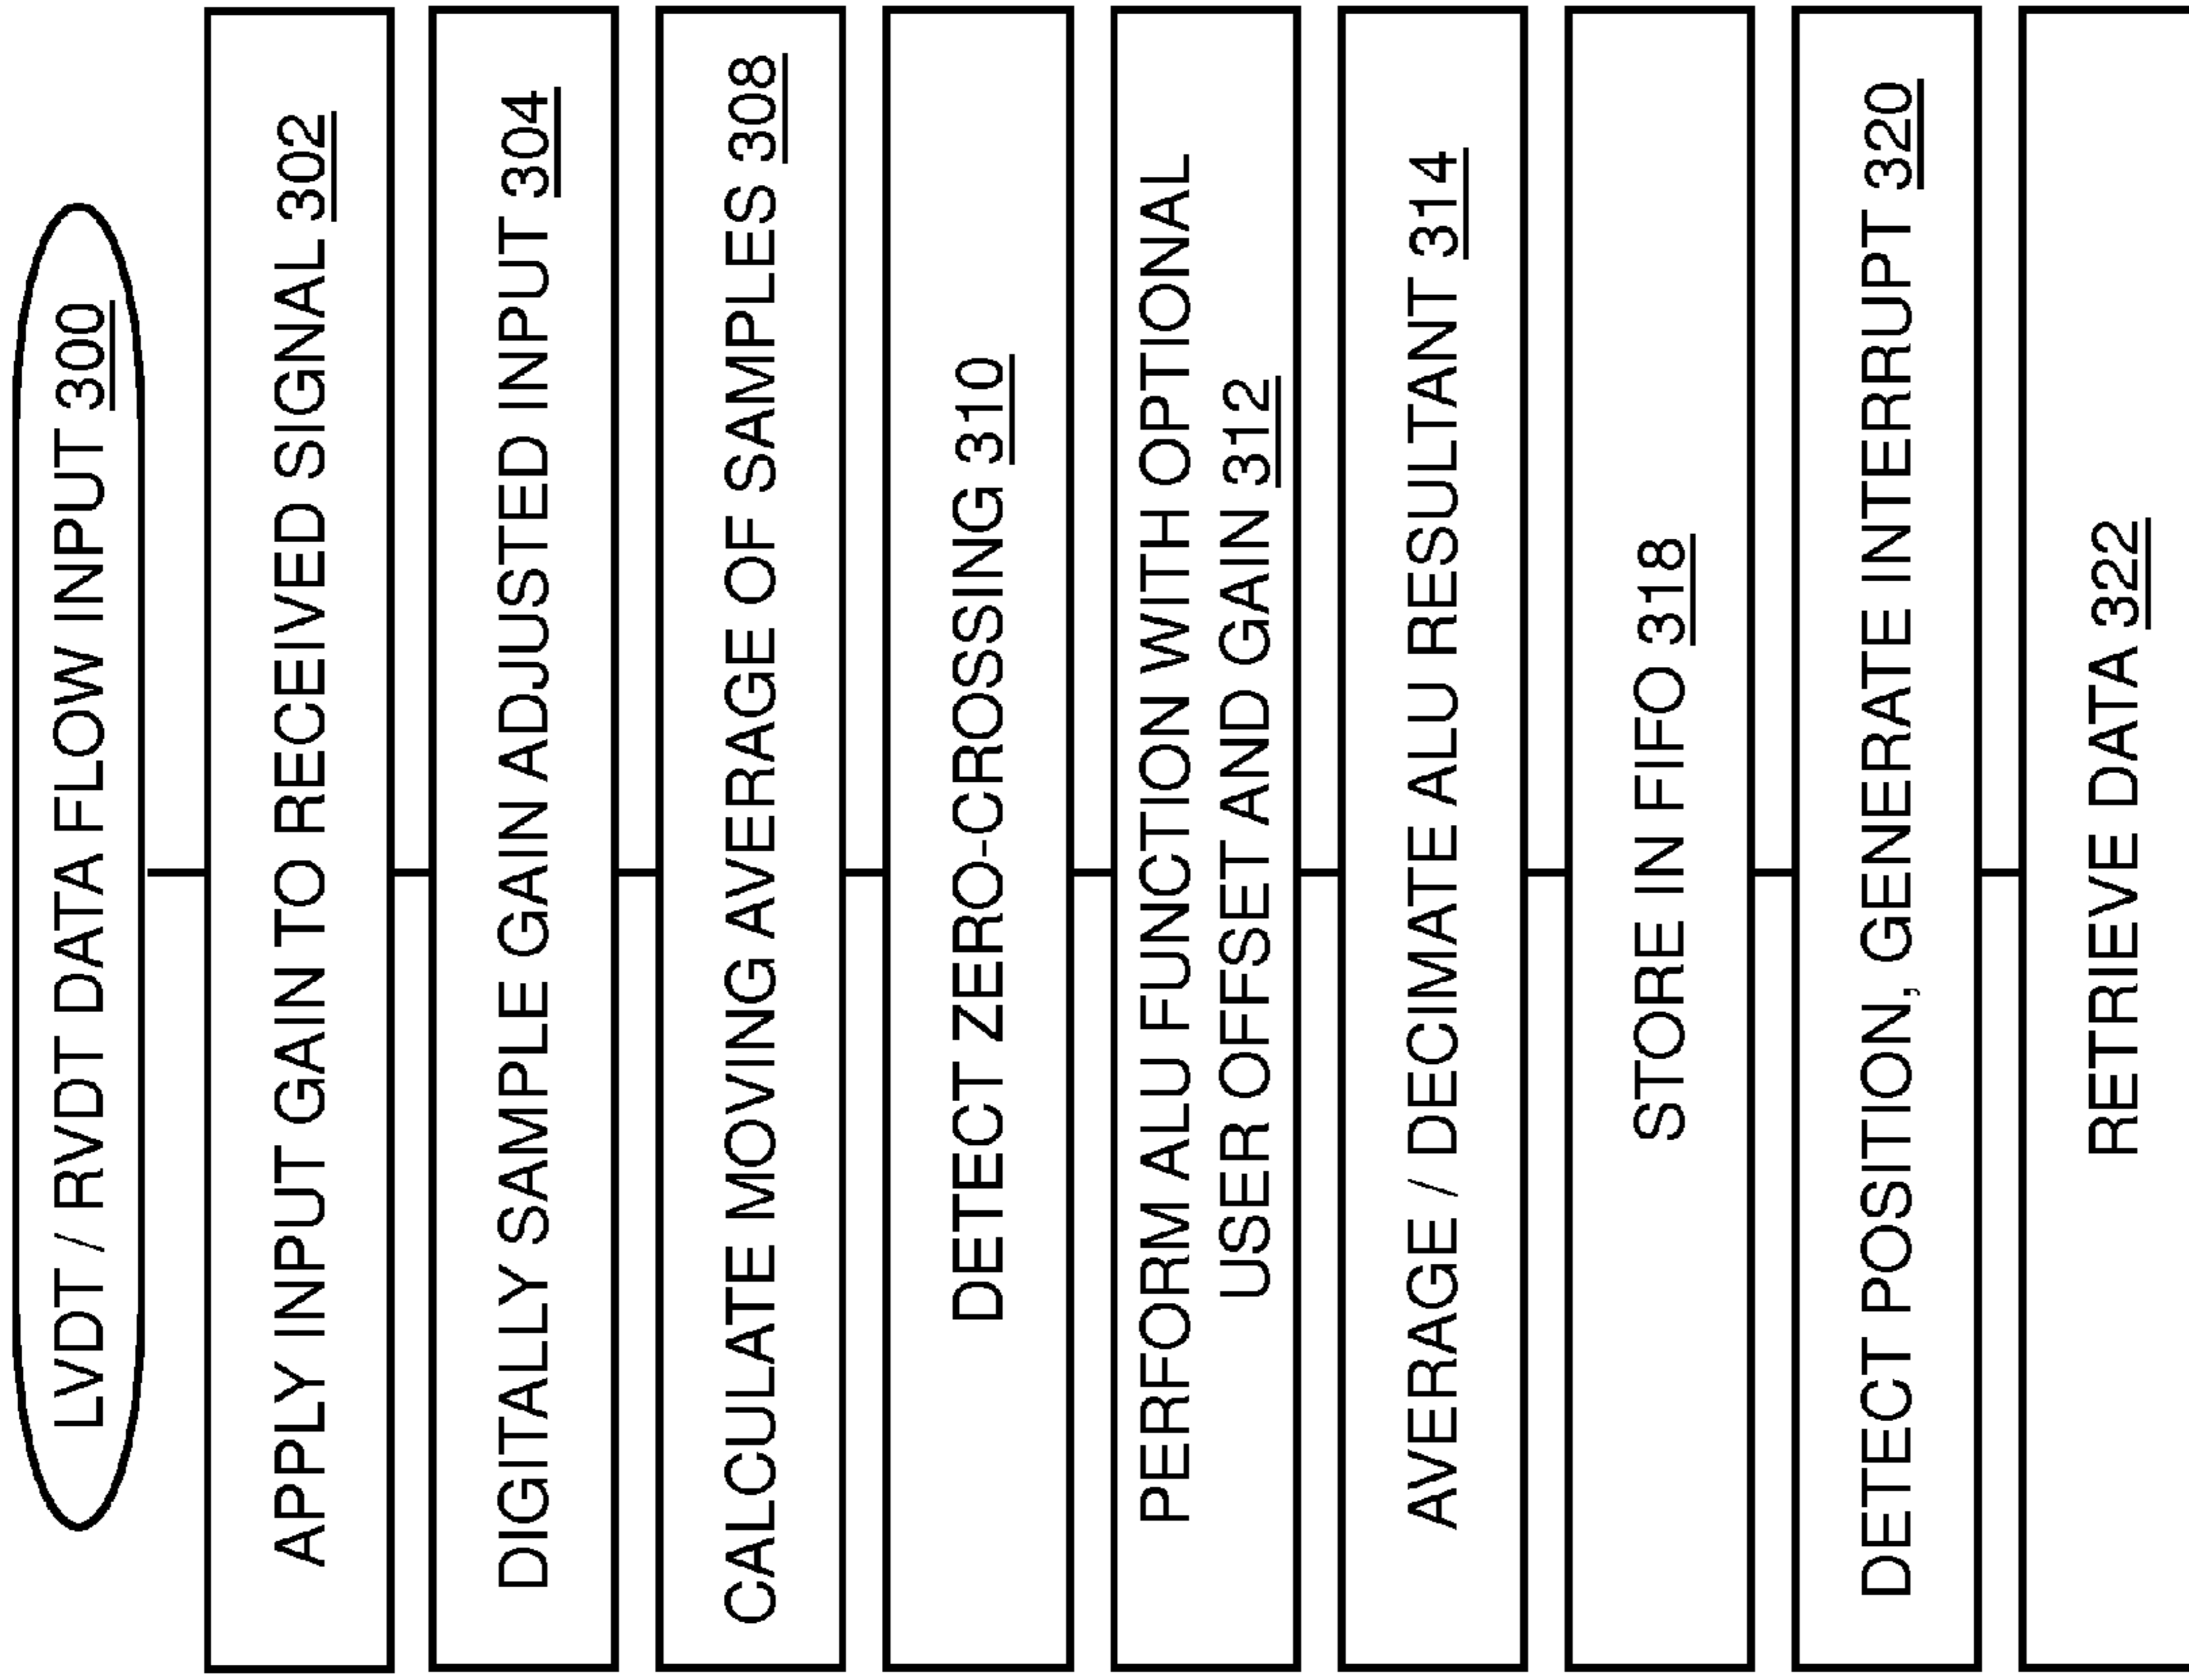 LVDT / RVDT DATA FLOW INPUT 300
APPLY INPUT GAIN TO RECEIVED SIGNAL 302
DIGITALLY SAMPLE GAIN ADJUSTED INPUT 304
CALCULATE MOVING AVERAGE OF SAMPLES 308
DETECT ZERO-CROSSING 310
PERFORM ALU FUNCTION WITH OPTIONAL
USER OFFSET AND GAIN 312
AVERAGE / DECIMATE ALU RESULTANT 314
STORE IN FIFO 318
DETECT POSITION, GENERATE INTERRUPT 320
RETRIEVE DATA 322